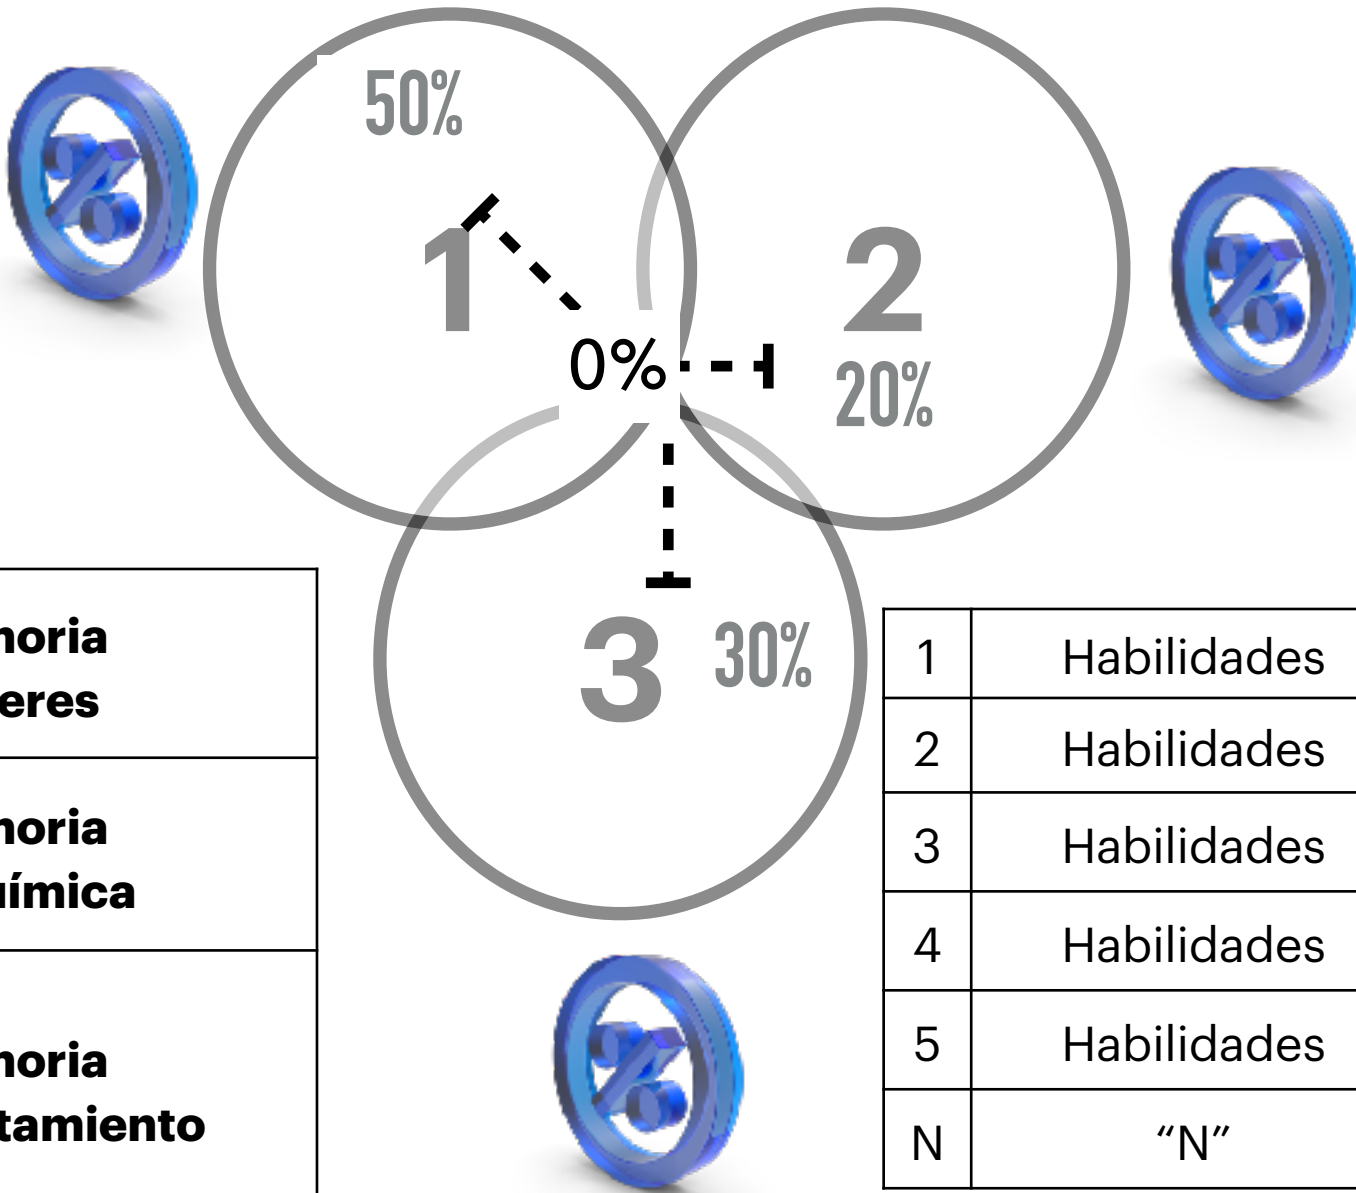 50%
1
2
0%
20%
3
30%
noria
eres
noria
uímica
noria
tamiento
1 Habilidades
2 Habilidades
3 Habilidades
4 Habilidades
5 Habilidades
N “N”